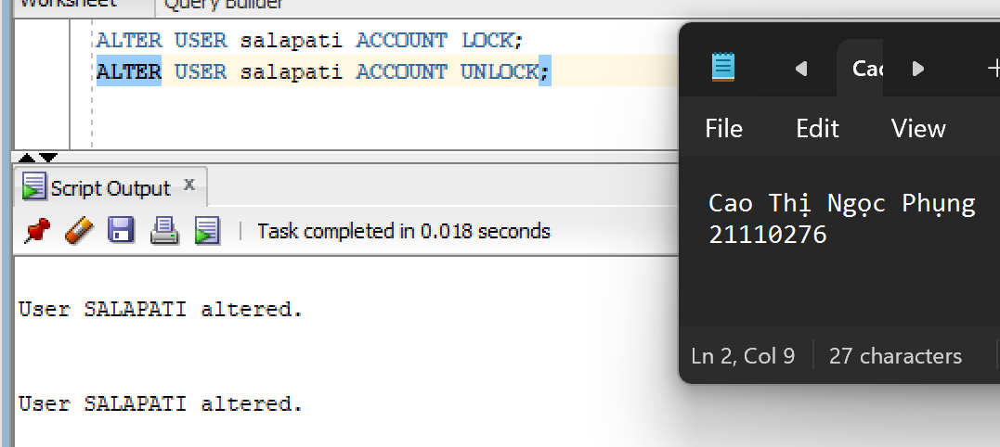 Worksheet Query Builder
ALTER USER salapati ACCOUNT LOCK;
ALTER USER salapati ACCOUNT UNLOCK;
Script Output x
Task completed in 0.018 seconds
User SALAPATI altered.
User SALAPATI altered.
Cao
File Edit View
Cao Thị Ngọc Phụng
21110276
Ln 2, Col 9 27 characters